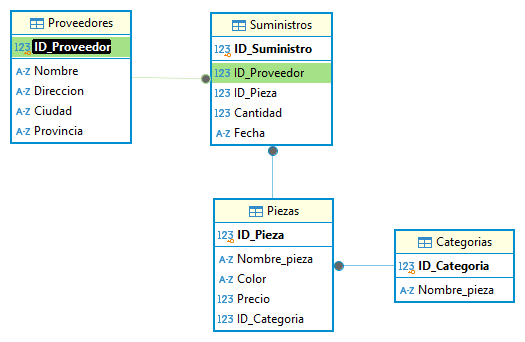 Proveedores
123 ID_Proveedor
A-Z Nombre
A-Z Direccion
A-Z Ciudad
A-Z Provincia
Suministros
123 ID_Suministro
123 ID_Proveedor
123 ID_Pieza
123 Cantidad
A-Z Fecha
Piezas
123 ID_Pieza
A-Z Nombre_pieza
A-Z Color
123 Precio
123 ID_Categoria
Categorias
123 ID_Categoria
A-Z Nombre_pieza